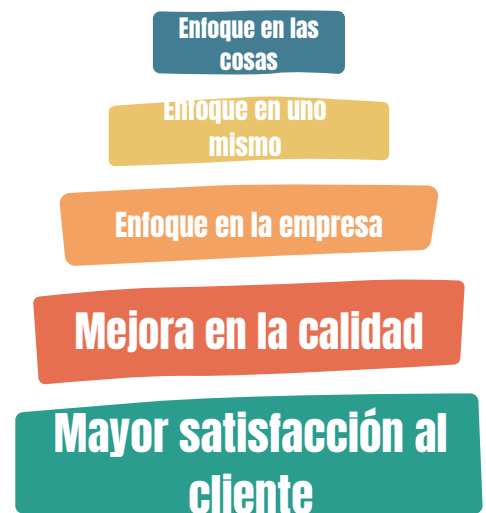 Enfoque en las
cosas
Enfoque en uno
mismo
Enfoque en la empresa
Mejora en la calidad
Mayor satisfacción al
cliente